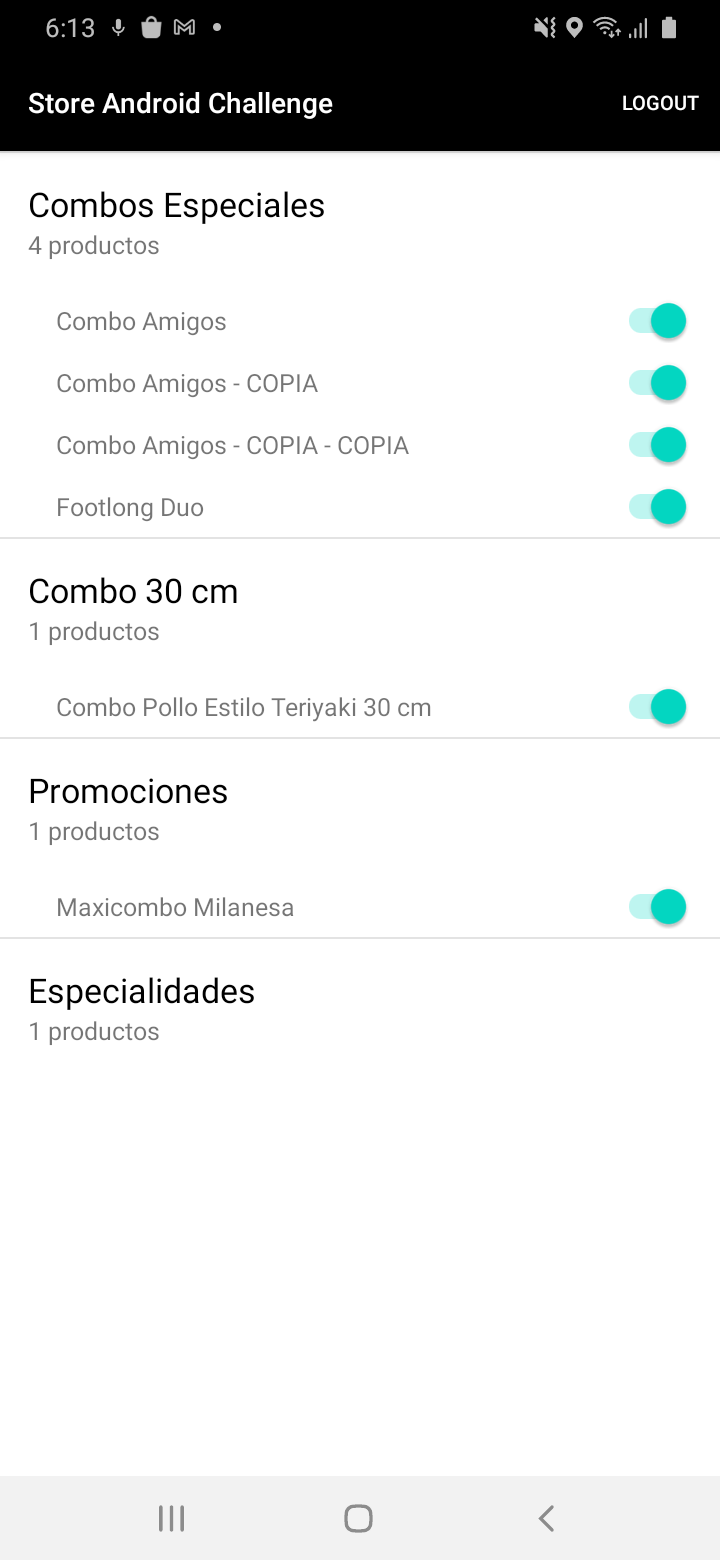 6:13
Store Android Challenge
LOGOUT
Combos Especiales
4 productos
Combo Amigos
Combo Amigos - COPIA
Combo Amigos - COPIA - COPIA
Footlong Duo
Combo 30 cm
1 productos
Combo Pollo Estilo Teriyaki 30 cm
Promociones
1 productos
Maxicombo Milanesa
Especialidades
1 productos